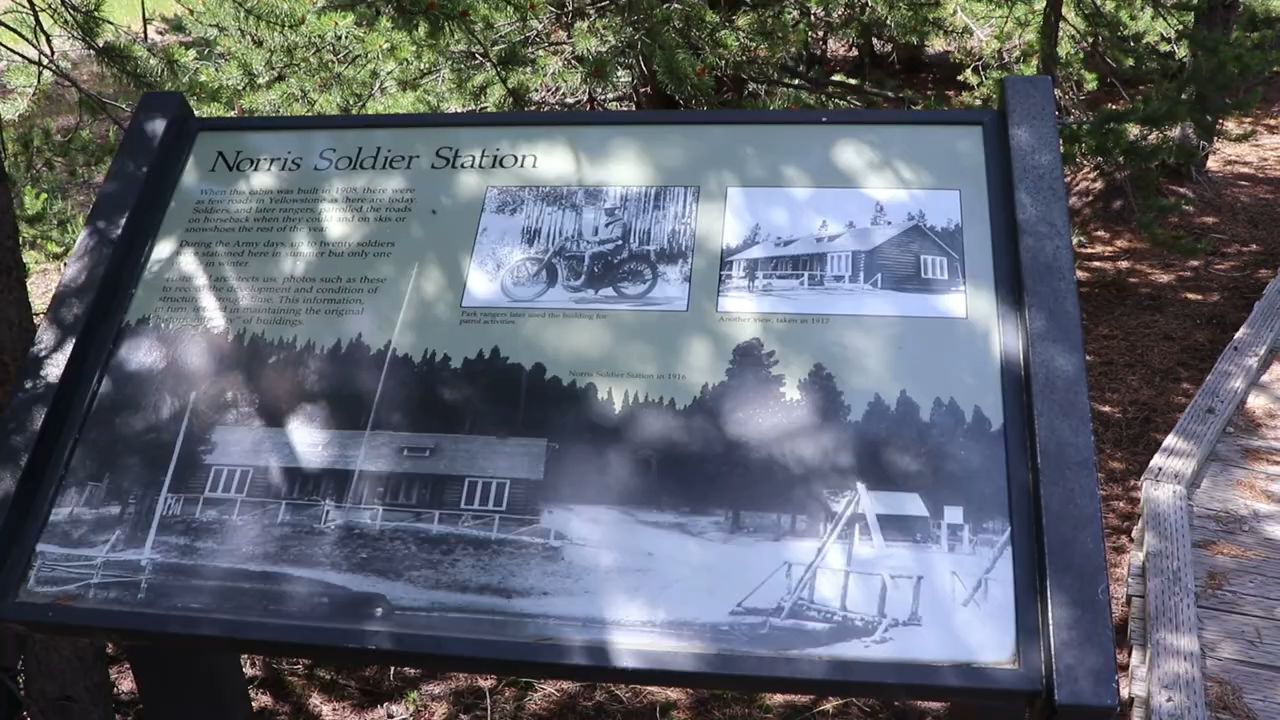 Norris Soldier Station
When this cabin was built in 1908, there were
as few roads in Yellowstone as there are today.
Soldiers, and later rangers, patrolled the roads
on horseback when they could and on skis or
snowshoes the rest of the year.
During the Army days, up to twenty soldiers
were stationed here in summer but only one
in winter.
architects use photos such as these
to record the development and condition of
structures through time. This information,
in turn, is used in maintaining the original
of buildings.
Park rangers later used the building for
patrol activities.
Another view, taken in 1917
Norris Soldier Station in 1916